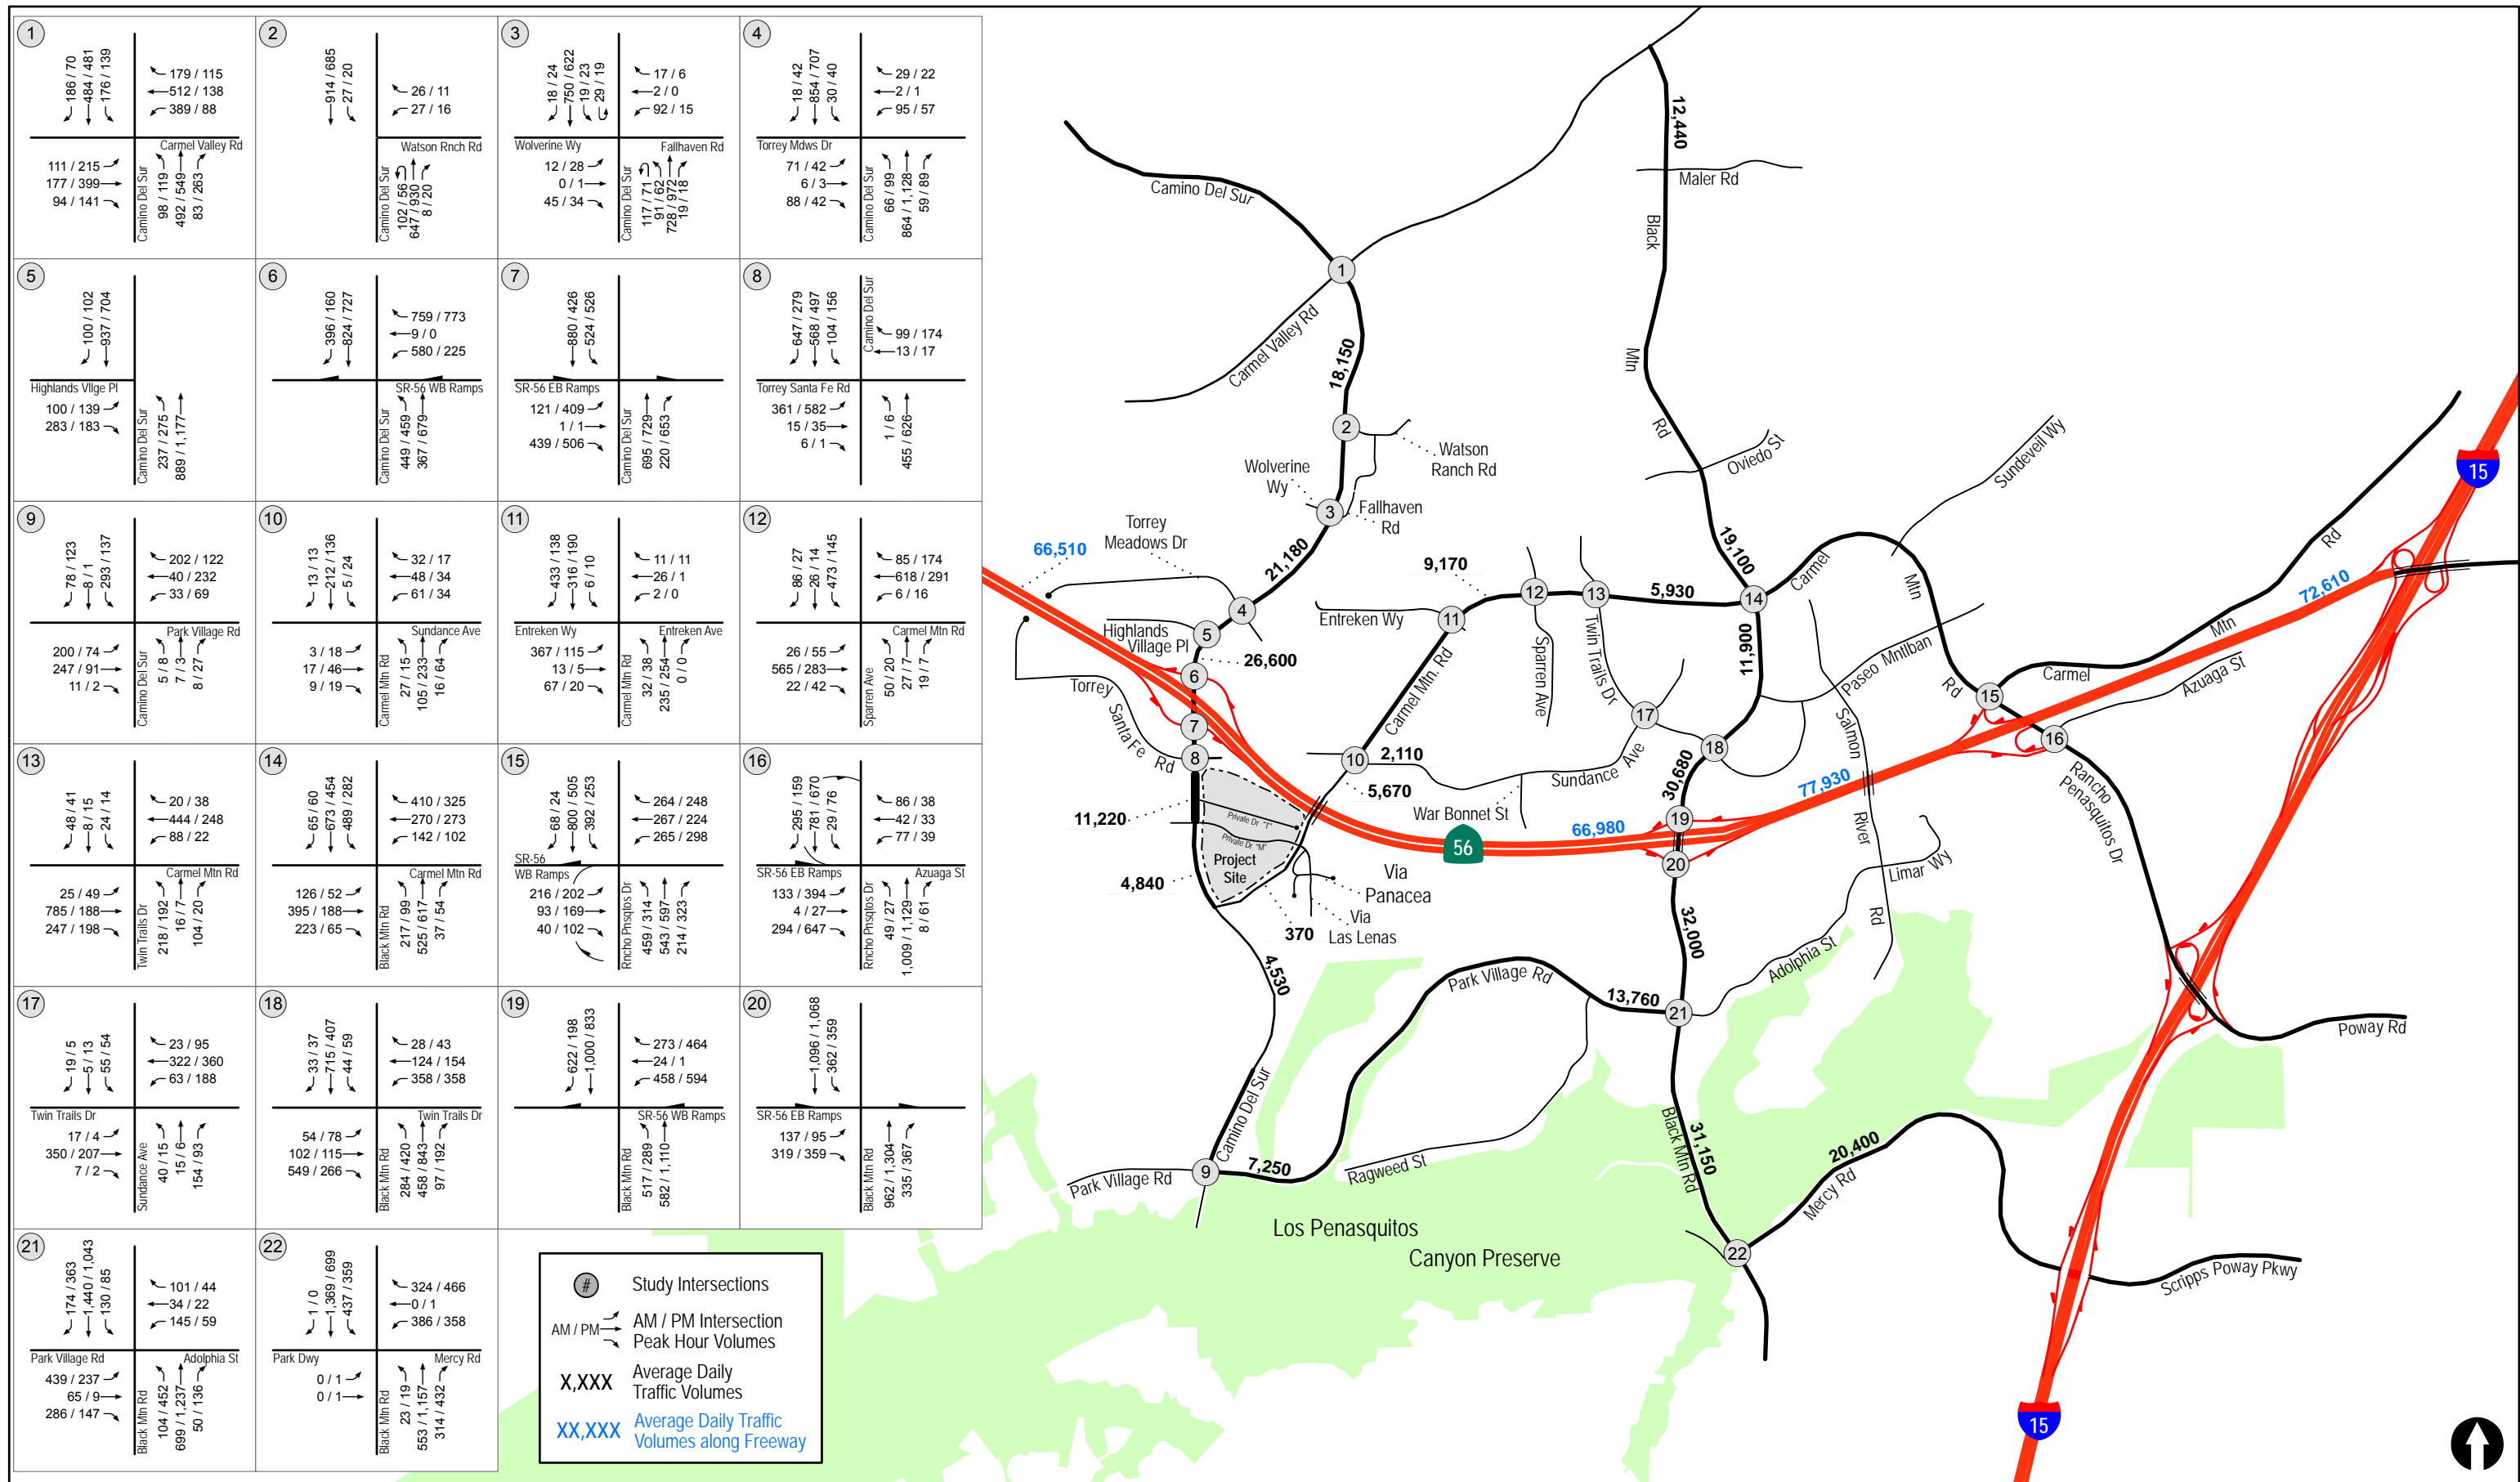 1
186 / 70
484 / 481
176 / 139
179 / 115
512 / 138
389 / 88
Carmel Valley Rd
111 / 215
177 / 399
94 / 141
Camino Del Sur
98 / 119
492 / 549
83 / 263
2
914 / 685
27 / 20
26 / 11
27 / 16
Watson Rnch Rd
Camino Del Sur
102 / 56
647 / 930
8 / 20
3
18 / 24
750 / 622
19 / 23
29 / 19
17 / 6
2 / 0
92 / 15
Wolverine Wy
Fallhaven Rd
12 / 28
0 / 1
45 / 34
Camino Del Sur
117 / 71
91 / 62
728 / 972
19 / 18
4
18 / 42
854 / 707
30 / 40
29 / 22
2 / 1
95 / 57
Torrey Mdws Dr
71 / 42
6 / 3
88 / 42
Camino Del Sur
66 / 99
864 / 1,128
59 / 89
5
100 / 102
937 / 704
Highlands Vllge Pl
100 / 139
283 / 183
Camino Del Sur
237 / 275
889 / 1,177
6
396 / 160
824 / 727
759 / 773
9 / 0
580 / 225
SR-56 WB Ramps
Camino Del Sur
449 / 459
367 / 679
7
880 / 426
524 / 526
SR-56 EB Ramps
121 / 409
1 / 1
439 / 506
Camino Del Sur
695 / 729
220 / 653
8
647 / 279
568 / 497
104 / 156
Camino Del Sur
99 / 174
13 / 17
Torrey Santa Fe Rd
361 / 582
15 / 35
6 / 1
1 / 6
455 / 626
9
78 / 123
8 / 1
293 / 137
202 / 122
40 / 232
33 / 69
Park Village Rd
200 / 74
247 / 91
11 / 2
Camino Del Sur
5 / 8
7 / 3
8 / 27
10
13 / 13
212 / 136
5 / 24
32 / 17
48 / 34
61 / 34
Sundance Ave
3 / 18
17 / 46
9 / 19
Carmel Mtn Rd
27 / 15
105 / 233
16 / 64
11
433 / 138
316 / 190
6 / 10
11 / 11
26 / 1
2 / 0
Entreken Wy
Entreken Ave
367 / 115
13 / 5
67 / 20
Carmel Mtn Rd
32 / 38
235 / 254
0 / 0
12
86 / 27
26 / 14
473 / 145
85 / 174
618 / 291
6 / 16
Carmel Mtn Rd
26 / 55
565 / 283
22 / 42
Sparren Ave
50 / 20
27 / 7
19 / 7
13
48 / 41
8 / 15
24 / 14
20 / 38
444 / 248
88 / 22
Carmel Mtn Rd
25 / 49
785 / 188
247 / 198
Twin Trails Dr
218 / 192
16 / 7
104 / 20
14
65 / 60
673 / 454
489 / 282
410 / 325
270 / 273
142 / 102
Carmel Mtn Rd
126 / 52
395 / 188
223 / 65
Black Mtn Rd
217 / 99
525 / 617
37 / 54
15
68 / 24
800 / 505
392 / 253
264 / 248
267 / 224
265 / 298
SR-56
WB Ramps
216 / 202
93 / 169
40 / 102
Rncho Pnsqtos Dr
459 / 314
543 / 597
214 / 323
16
295 / 159
781 / 670
29 / 76
86 / 38
42 / 33
77 / 39
SR-56 EB Ramps
Azuaga St
133 / 394
4 / 27
294 / 647
Rncho Pnsqtos Dr
49 / 27
1,009 / 1,129
8 / 61
17
19 / 5
5 / 13
55 / 54
23 / 95
322 / 360
63 / 188
Twin Trails Dr
17 / 4
350 / 207
7 / 2
Sundance Ave
40 / 15
15 / 6
154 / 93
18
33 / 37
715 / 407
44 / 59
28 / 43
124 / 154
358 / 358
Twin Trails Dr
54 / 78
102 / 115
549 / 266
Black Mtn Rd
284 / 420
458 / 843
97 / 192
19
622 / 198
1,000 / 833
273 / 464
24 / 1
458 / 594
SR-56 WB Ramps
Black Mtn Rd
517 / 289
582 / 1,110
20
1,096 / 1,068
362 / 359
SR-56 EB Ramps
137 / 95
319 / 359
Black Mtn Rd
962 / 1,304
335 / 367
21
174 / 363
1,440 / 1,043
130 / 85
101 / 44
34 / 22
145 / 59
Park Village Rd
Adolphia St
439 / 237
65 / 9
286 / 147
Black Mtn Rd
104 / 452
699 / 1,237
50 / 136
22
1 / 0
1,369 / 699
437 / 359
324 / 466
0 / 1
386 / 358
Park Dwy
Mercy Rd
0 / 1
0 / 1
Black Mtn Rd
23 / 19
553 / 1,157
314 / 432
#
Study Intersections
AM / PM
AM / PM Intersection
Peak Hour Volumes
X,XXX
Average Daily
Traffic Volumes
XX,XXX
Average Daily Traffic
Volumes along Freeway
Camino Del Sur
1
Carmel Valley Rd
18,150
2
Watson
Ranch Rd
Wolverine
Wy
3
Fallhaven
Rd
Torrey
Meadows Dr
21,180
66,510
4
Highlands
Village Pl
5
26,600
6
Torrey
Santa Fe
Rd
7
8
11,220
4,840
Private Dr "T"
Private Dr "M"
Project
Site
370
Via
Panacea
Via
Las Lenas
4,530
Camino Del Sur
9
Park Village Rd
7,250
Ragweed St
Park Village Rd
13,760
Entreken Wy
11
9,170
12
13
5,930
14
Carmel Mtn. Rd
Sparren Ave
Twin Trails Dr
10
2,110
5,670
Sundance Ave
War Bonnet St
56
66,980
17
18
30,680
19
20
32,000
21
Adolphia St
31,150
Black Mtn Rd
22
20,400
Mercy Rd
Scripps Poway Pkwy
12,440
Maler Rd
Black
Mtn
Rd
Oviedo St
19,100
11,900
Carmel
Mtn
Rd
Sundeveil Wy
Paseo Mntlban
Salmon
River
Rd
Limar Wy
77,930
15
16
Carmel
Mtn
Rd
Azuaga St
72,610
Rancho
Penasquitos Dr
15
Poway Rd
15
Los Penasquitos
Canyon Preserve